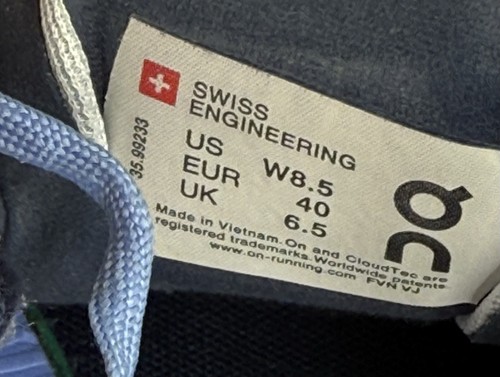 SWISS
ENGINEERING
US W8.5
EUR 40
UK 6.5
Made in Vietnam. On and CloudTec are
registered trademarks. Worldwide patents.
www.on-running.com FVN VJ
On
35.99233